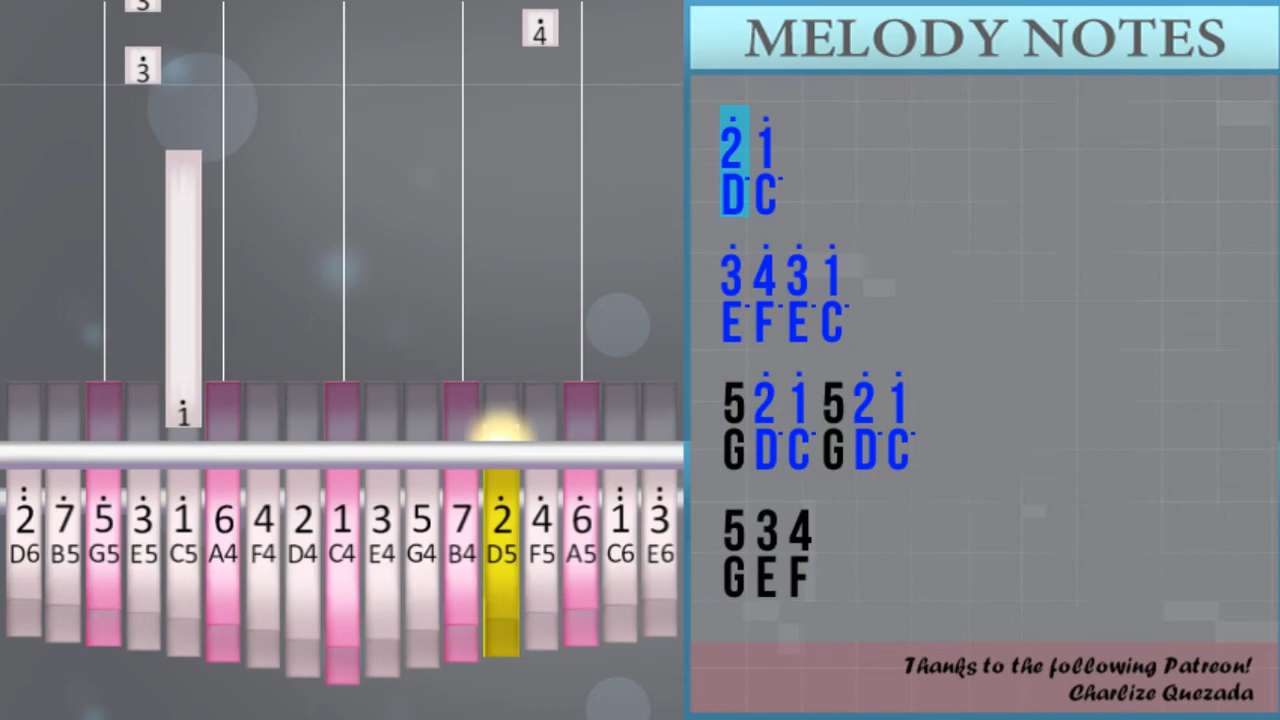 3̇
3̇
4̇
1̇
2̈ 7̇ 5̇ 3̇ 1̇ 6 4 2 1 3 5 7 2̇ 4̇ 6̇ 1̈ 3̈
D6 B5 G5 E5 C5 A4 F4 D4 C4 E4 G4 B4 D5 F5 A5 C6 E6
MELODY NOTES
2̇ 1̇
D˙ C˙
3̇ 4̇ 3̇ 1̇
E˙ F˙ E˙ C˙
5 2̇ 1̇ 5 2̇ 1̇
G D˙ C˙ G D˙ C˙
5 3 4
G E F
Thanks to the following Patreon!
Charlize Quezada